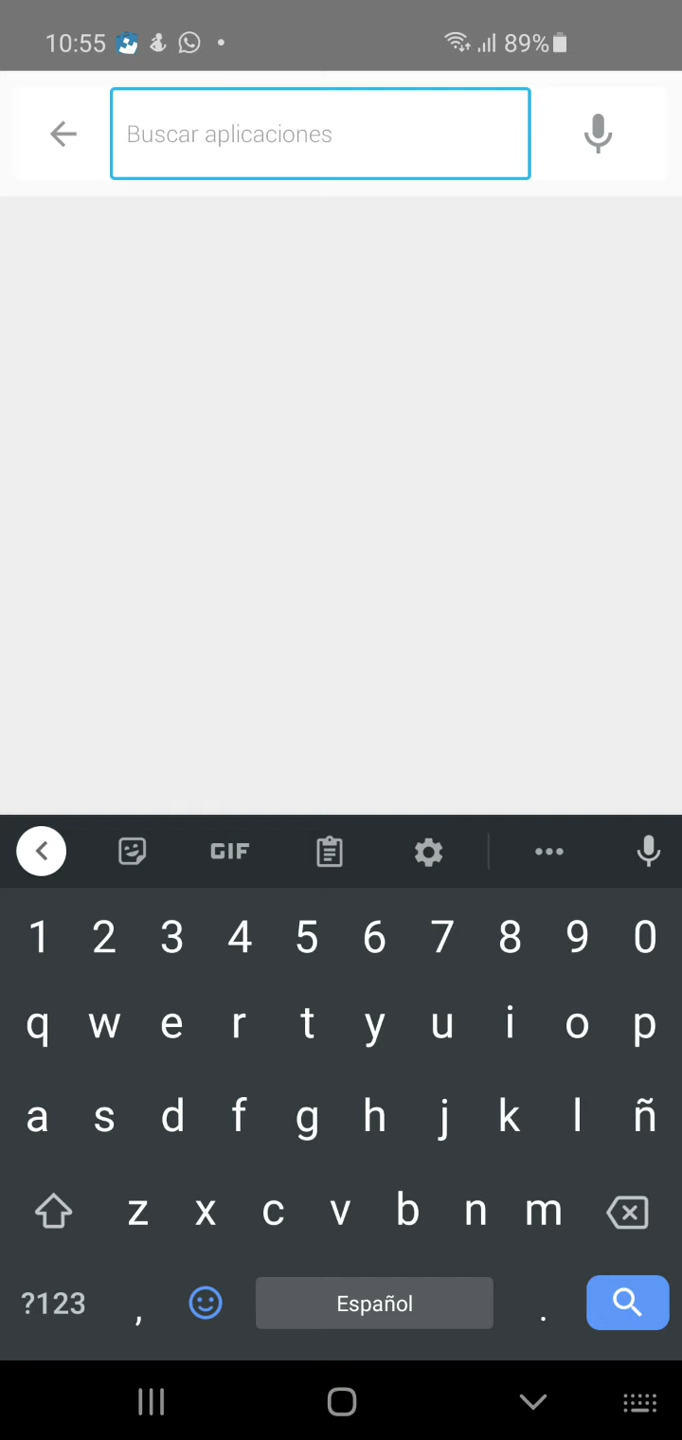 10:55 89%
Buscar aplicaciones
GIF
1 2 3 4 5 6 7 8 9 0
q w e r t y u i o p
a s d f g h j k l ñ
z x c v b n m
?123 , Español .